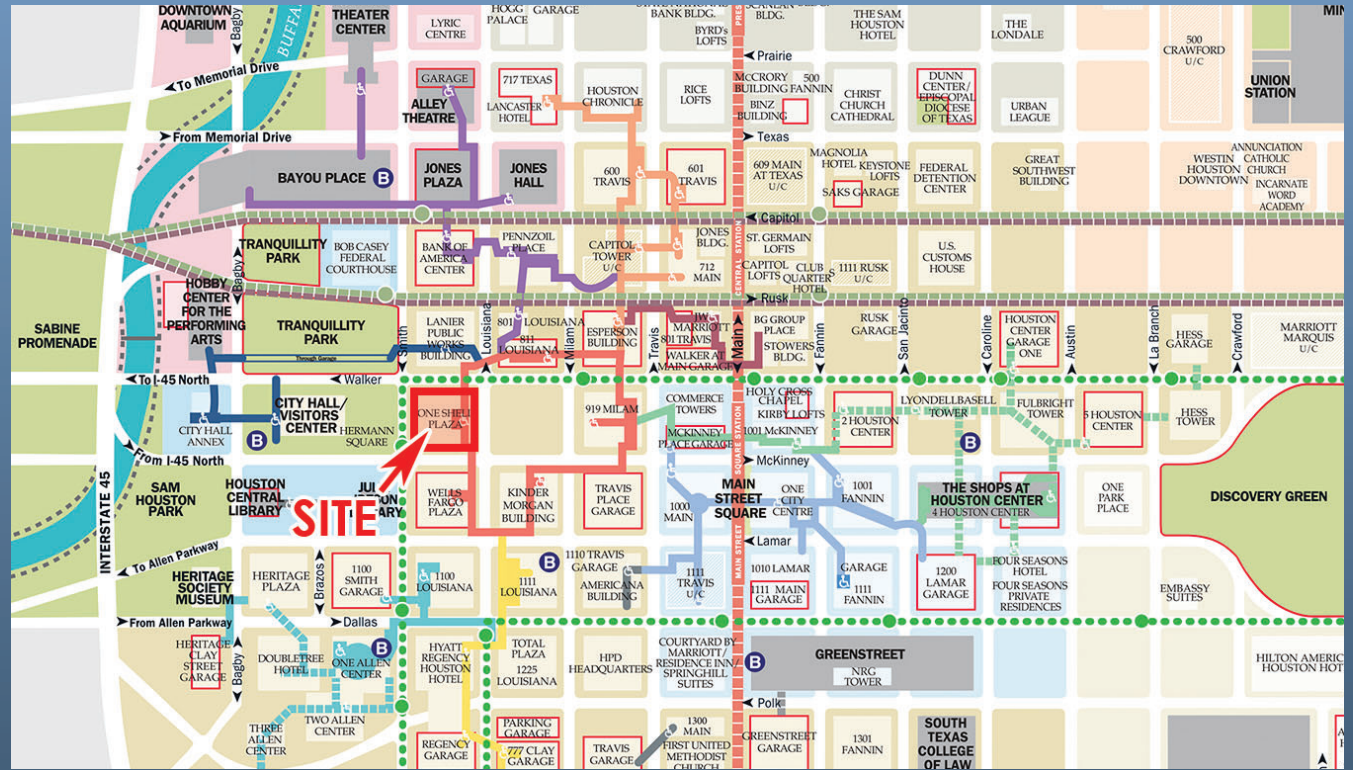 DOWNTOWN
AQUARIUM
Bagby
BUFFA
THEATER
CENTER
LYRIC
CENTRE
HOGG
PALACE
GARAGE
BANK BLDG.
BYRD's
LOFTS
BLDG.
THE SAM
HOUSTON
HOTEL
THE
LONDALE
500
CRAWFORD
U/C
MIN
UNION
STATION
Prairie
To Memorial Drive
From Memorial Drive
GARAGE
ALLEY
THEATRE
717 TEXAS
LANCASTER
HOTEL
HOUSTON
CHRONICLE
RICE
LOFTS
McCRORY
BUILDING
500
FANNIN
BINZ
BUILDING
CHRIST
CHURCH
CATHEDRAL
DUNN
CENTER/
EPISCOPAL
DIOCESE
OF TEXAS
URBAN
LEAGUE
Texas
BAYOU PLACE
B
JONES
PLAZA
JONES
HALL
600
TRAVIS
601
TRAVIS
609 MAIN
AT TEXAS
U/C
MAGNOLIA
HOTEL
KEYSTONE
LOFTS
SAKS GARAGE
FEDERAL
DETENTION
CENTER
GREAT
SOUTHWEST
BUILDING
WESTIN
HOUSTON
DOWNTOWN
ANNUNCIATION
CATHOLIC
CHURCH
INCARNATE
WORD
ACADEMY
Capitol
TRANQUILLITY
PARK
Bagby
BOB CASEY
FEDERAL
COURTHOUSE
BANK OF
AMERICA
CENTER
PENNZOIL
PLACE
CAPITOL
TOWER
U/C
JONES
BLDG.
712
MAIN
CENTRAL STATION
ST. GERMAIN
LOFTS
CAPITOL
LOFTS
CLUB
QUARTERS
HOTEL
1111 RUSK
U/C
U.S.
CUSTOMS
HOUSE
Rusk
SABINE
PROMENADE
HOBBY
CENTER
FOR THE
PERFORMING
ARTS
TRANQUILLITY
PARK
Through Garage
Smith
LANIER
PUBLIC
WORKS
BUILDING
Louisiana
801 LOUISIANA
811
LOUISIANA
Milam
ESPERSON
BUILDING
Travis
JW
MARRIOTT
801 TRAVIS
WALKER AT
MAIN GARAGE
Main
BG GROUP
PLACE
STOWERS
BLDG.
Fannin
RUSK
GARAGE
San Jacinto
Caroline
HOUSTON
CENTER
GARAGE
ONE
Austin
La Branch
HESS
GARAGE
Crawford
MARRIOTT
MARQUIS
U/C
To I-45 North
Walker
CITY HALL
ANNEX
CITY HALL/
VISITORS
CENTER
B
HERMANN
SQUARE
ONE SHELL
PLAZA
919 MILAM
COMMERCE
TOWERS
MCKINNEY
PLACE GARAGE
HOLY CROSS
CHAPEL
KIRBY LOFTS
1001 McKINNEY
2 HOUSTON
CENTER
LYONDELLBASELL
TOWER
B
FULBRIGHT
TOWER
5 HOUSTON
CENTER
HESS
TOWER
From I-45 North
McKinney
INTERSTATE 45
SAM
HOUSTON
PARK
HOUSTON
CENTRAL
LIBRARY
SITE
WELLS
FARGO
PLAZA
KINDER
MORGAN
BUILDING
TRAVIS
PLACE
GARAGE
1000
MAIN
MAIN
STREET
SQUARE
MAIN STREET SQUARE STATION
ONE
CITY
CENTRE
1001
FANNIN
THE SHOPS AT
HOUSTON CENTER
4 HOUSTON CENTER
ONE
PARK
PLACE
DISCOVERY GREEN
Lamar
To Allen Parkway
HERITAGE
SOCIETY
MUSEUM
HERITAGE
PLAZA
Brazos
1100
SMITH
GARAGE
1100
LOUISIANA
1111
LOUISIANA
B
1110 TRAVIS
GARAGE
AMERICANA
BUILDING
1111
TRAVIS
U/C
1010 LAMAR
1111 MAIN
GARAGE
GARAGE
1111
FANNIN
1200
LAMAR
GARAGE
FOUR SEASONS
HOTEL
FOUR SEASONS
PRIVATE
RESIDENCES
EMBASSY
SUITES
From Allen Parkway
Dallas
HERITAGE
CLAY
STREET
GARAGE
Bagby
DOUBLETREE
HOTEL
ONE ALLEN
CENTER
B
HYATT
REGENCY
HOUSTON
HOTEL
TOTAL
PLAZA
1225
LOUISIANA
HPD
HEADQUARTERS
COURTYARD BY
MARRIOTT/
RESIDENCE INN/
SPRINGHILL
SUITES
B
GREENSTREET
NRG
TOWER
HILTON AMERIC
HOUSTON HOT
Polk
THREE
ALLEN
CENTER
TWO ALLEN
CENTER
REGENCY
GARAGE
PARKING
GARAGE
777 CLAY
GARAGE
TRAVIS
GARAGE
1300
MAIN
FIRST UNITED
METHODIST
CHURCH
GREENSTREET
GARAGE
1301
FANNIN
SOUTH
TEXAS
COLLEGE
OF LAW